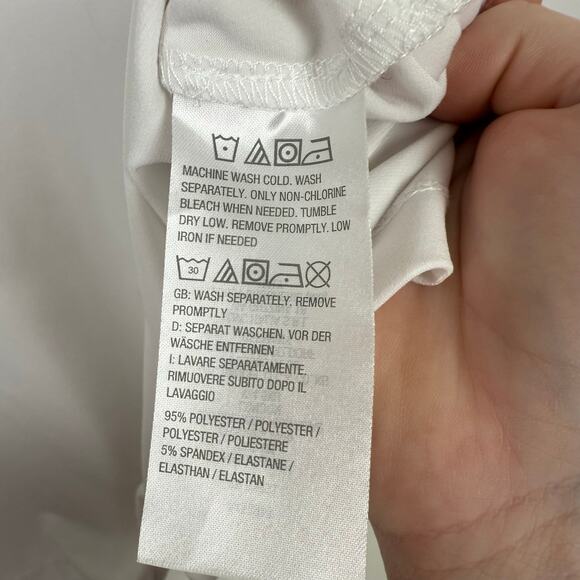 MACHINE WASH COLD. WASH
SEPARATELY. ONLY NON-CHLORINE
BLEACH WHEN NEEDED. TUMBLE
DRY LOW. REMOVE PROMPTLY. LOW
IRON IF NEEDED
30
GB: WASH SEPARATELY. REMOVE
PROMPTLY
D: SEPARAT WASCHEN. VOR DER
WÄSCHE ENTFERNEN
I: LAVARE SEPARATAMENTE.
RIMUOVERE SUBITO DOPO IL
LAVAGGIO
95% POLYESTER / POLYESTER /
POLYESTER / POLIESTERE
5% SPANDEX / ELASTANE /
ELASTHAN / ELASTAN